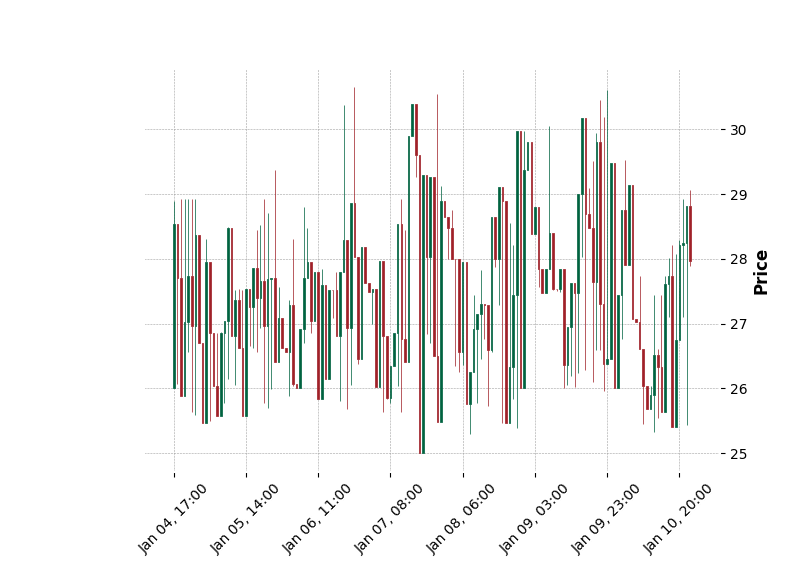 30
29
28
27
26
25
Price
Jan 04, 17:00
Jan 05, 14:00
Jan 06, 11:00
Jan 07, 08:00
Jan 08, 06:00
Jan 09, 03:00
Jan 09, 23:00
Jan 10, 20:00